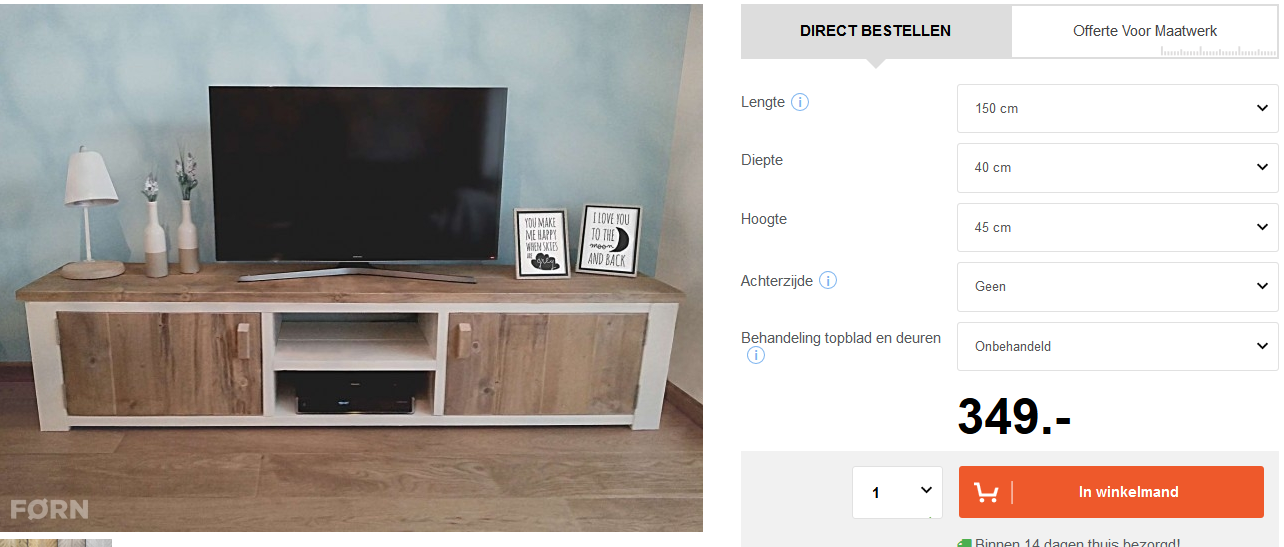 DIRECT BESTELLEN
Offerte Voor Maatwerk
Lengte
150 cm
Diepte
40 cm
Hoogte
45 cm
Achterzijde
Geen
Behandeling topblad en deuren
Onbehandeld
349.-
1
In winkelmand
Binnen 14 dagen thuis bezorgd!
YOU MAKE
ME HAPPY
WHEN SKIES
ARE grey
I LOVE YOU
TO THE
moon
AND BACK
FØRN